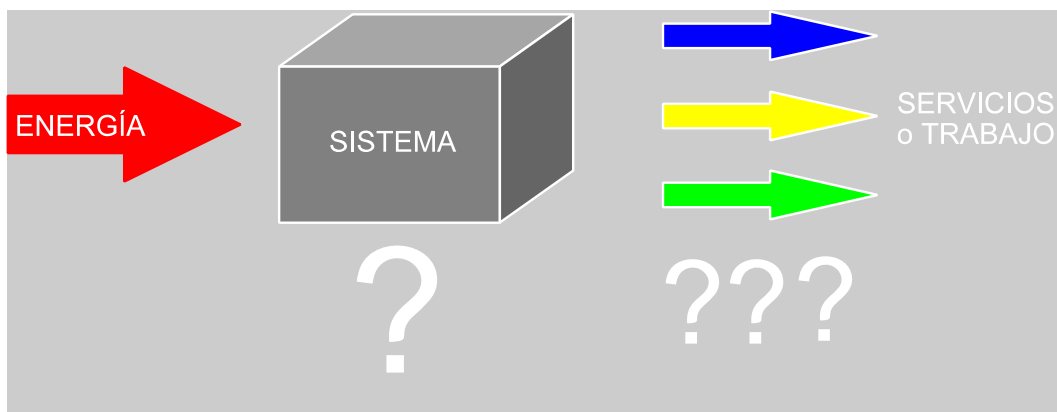 ENERGÍA
SISTEMA
SERVICIOS
o TRABAJO
?
???